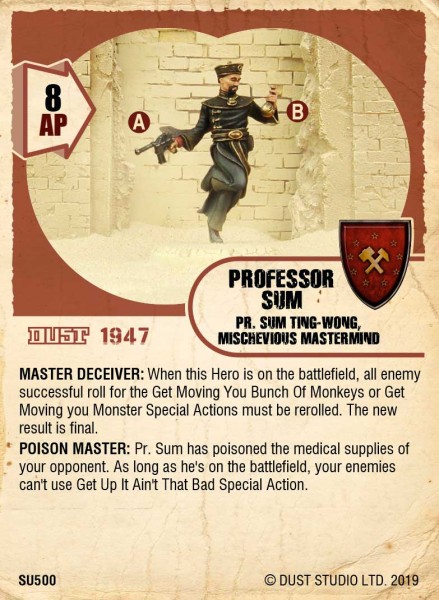 8
AP
A
B
PROFESSOR
SUM
PR. SUM TING-WONG,
MISCHEVIOUS MASTERMIND
DUST 1947
MASTER DECEIVER: When this Hero is on the battlefield, all enemy
successful roll for the Get Moving You Bunch Of Monkeys or Get
Moving you Monster Special Actions must be rerolled. The new
result is final.
POISON MASTER: Pr. Sum has poisoned the medical supplies of
your opponent. As long as he's on the battlefield, your enemies
can't use Get Up It Ain't That Bad Special Action.
SU500
© DUST STUDIO LTD. 2019